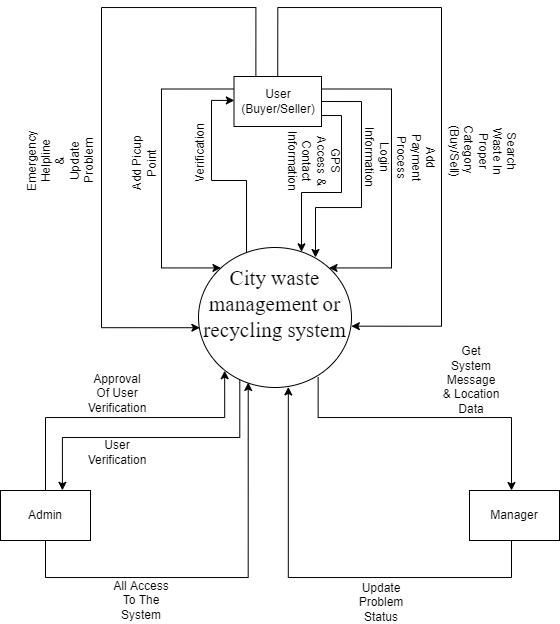 User
(Buyer/Seller)
Emergency
Helpline
&
Update
Problem
Add Picup
Point
Verification
GPS
Access &
Contact
Information
Login
Information
Add
Payment
Process
Search
Waste In
Proper
Category
(Buy/Sell)
City waste
management or
recycling system
Approval
Of User
Verification
User
Verification
Get
System
Message
& Location
Data
Admin
Manager
All Access
To The
System
Update
Problem
Status